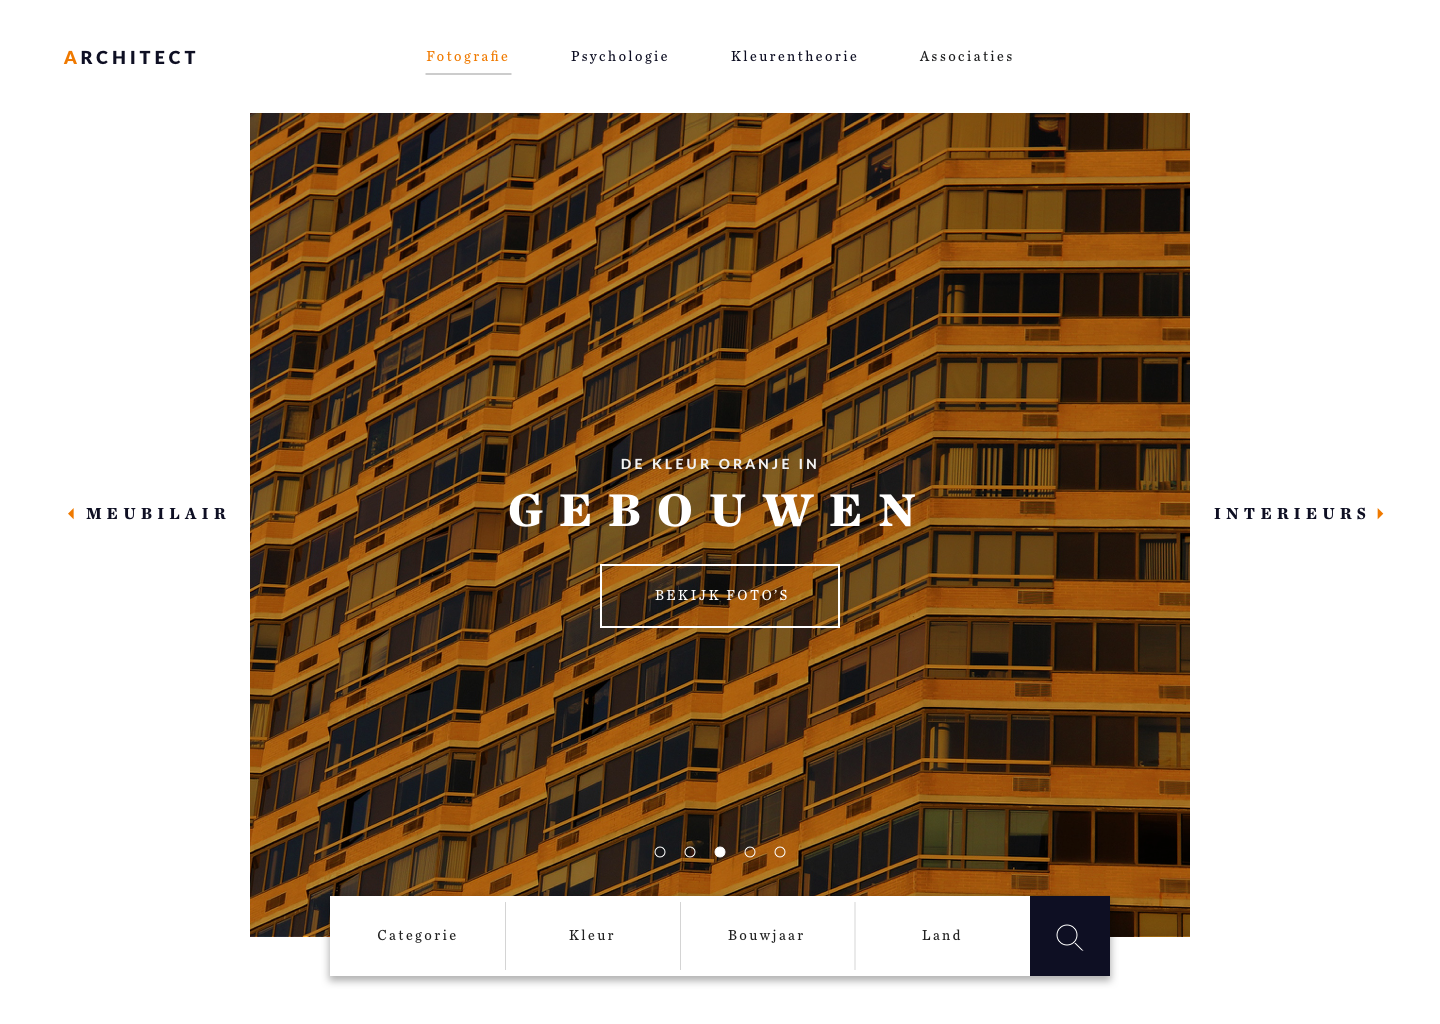 ARCHITECT
Fotografie
Psychologie
Kleurentheorie
Associaties
DE KLEUR ORANJE IN
GEBOUWEN
MEUBILAIR
INTERIEURS
BEKIJK FOTO'S
Categorie
Kleur
Bouwjaar
Land